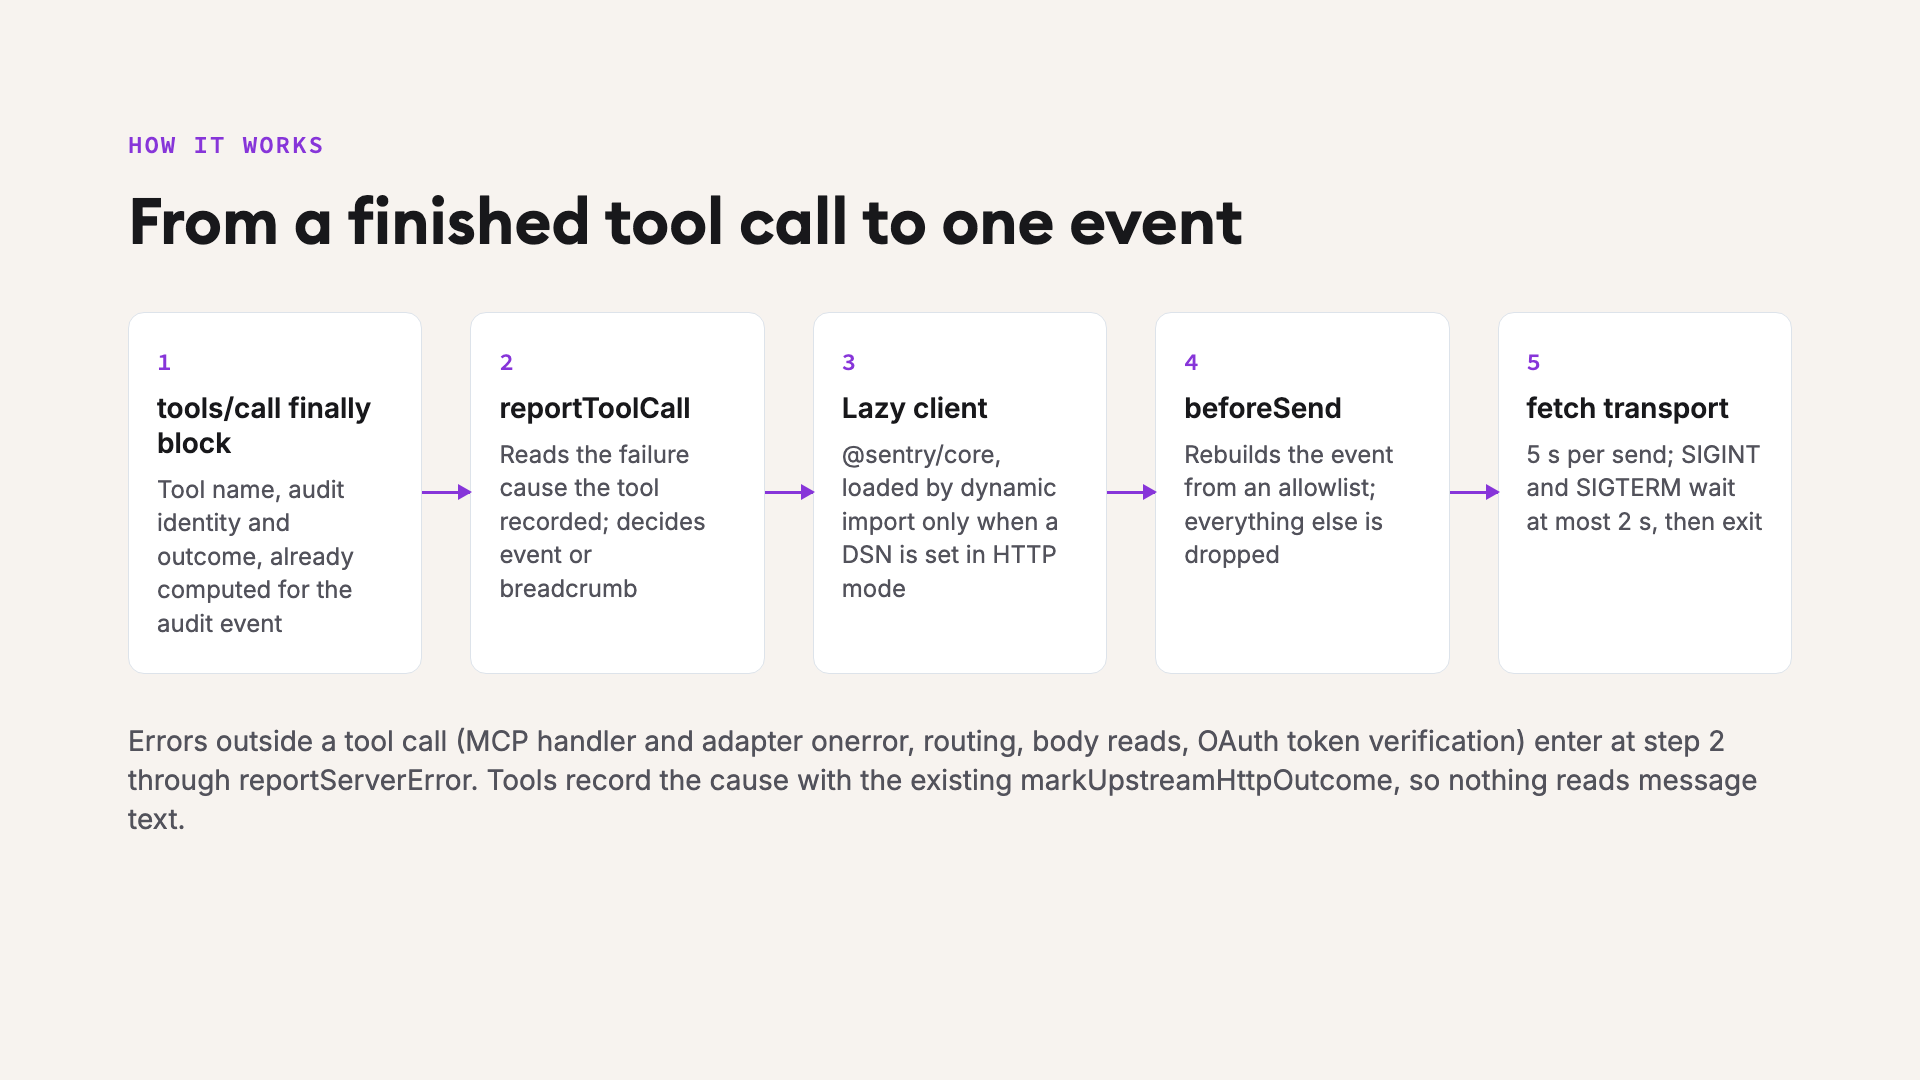 HOW IT WORKS
From a finished tool call to one event
1
tools/call finally
block
Tool name, audit
identity and
outcome, already
computed for the
audit event
2
reportToolCall
Reads the failure
cause the tool
recorded; decides
event or
breadcrumb
3
Lazy client
@sentry/core,
loaded by dynamic
import only when a
DSN is set in HTTP
mode
4
beforeSend
Rebuilds the event
from an allowlist;
everything else is
dropped
5
fetch transport
5 s per send; SIGINT
and SIGTERM wait
at most 2 s, then exit
Errors outside a tool call (MCP handler and adapter onerror, routing, body reads, OAuth token verification) enter at step 2
through reportServerError. Tools record the cause with the existing markUpstreamHttpOutcome, so nothing reads message
text.